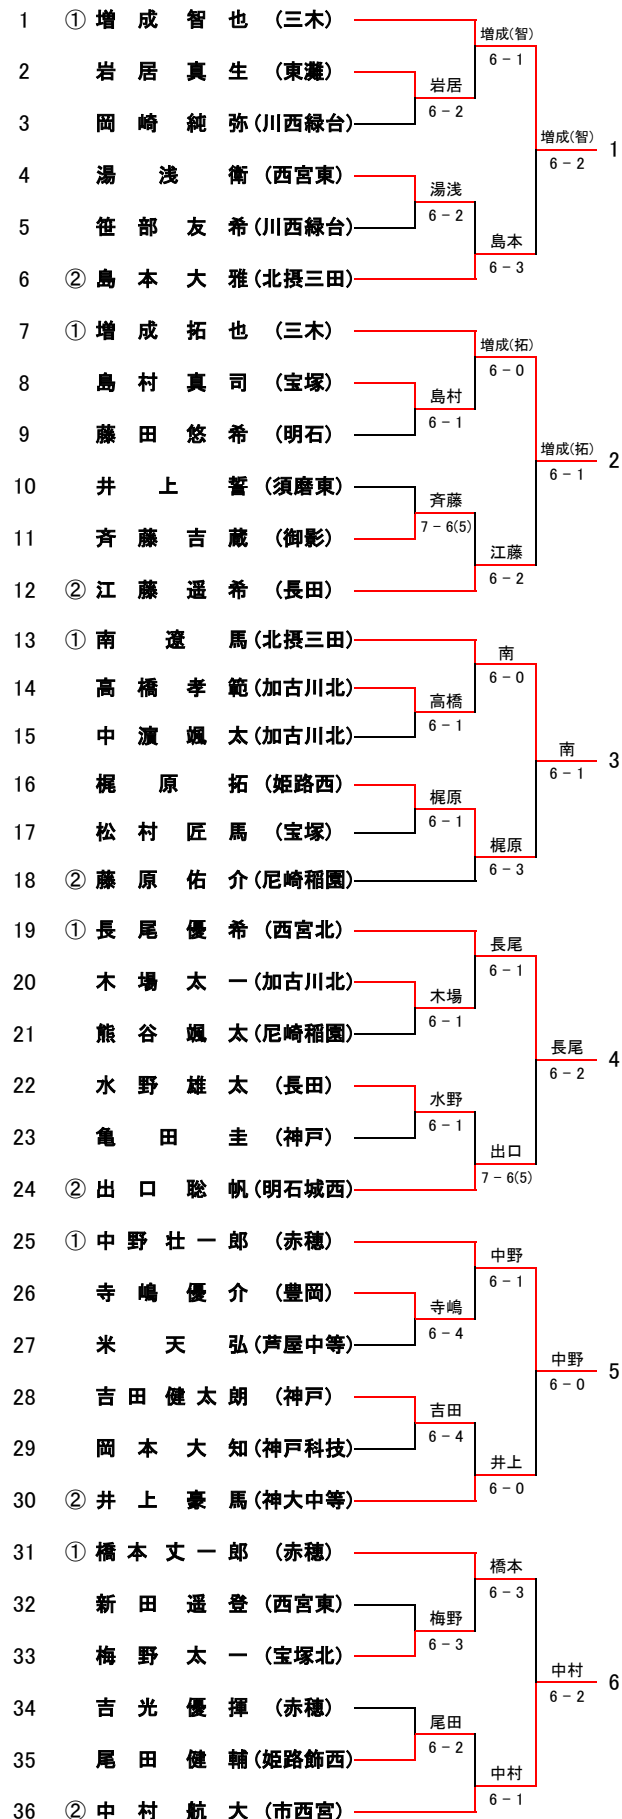 1 ① 増成智也 (三木)
増成(智)
6－1
2 岩居真生 (東灘)
岩居
6－2
3 岡崎純弥 (川西緑台)
増成(智)
6－2
1
4 湯浅衛 (西宮東)
湯浅
6－2
5 笹部友希 (川西緑台)
島本
6－3
6 ② 島本大雅 (北摂三田)
7 ① 増成拓也 (三木)
増成(拓)
6－0
8 島村真司 (宝塚)
島村
6－1
9 藤田悠希 (明石)
増成(拓)
6－1
2
10 井上誓 (須磨東)
斉藤
7－6(5)
11 斉藤吉蔵 (御影)
江藤
6－2
12 ② 江藤遥希 (長田)
13 ① 南遼馬 (北摂三田)
南
6－0
14 高橋孝範 (加古川北)
高橋
6－1
15 中濵颯太 (加古川北)
南
6－1
3
16 梶原拓 (姫路西)
梶原
6－1
17 松村匠馬 (宝塚)
梶原
6－3
18 ② 藤原佑介 (尼崎稲園)
19 ① 長尾優希 (西宮北)
長尾
6－1
20 木場太一 (加古川北)
木場
6－1
21 熊谷颯太 (尼崎稲園)
長尾
6－2
4
22 水野雄太 (長田)
水野
6－1
23 亀田圭 (神戸)
出口
7－6(5)
24 ② 出口聡帆 (明石城西)
25 ① 中野壮一郎 (赤穂)
中野
6－1
26 寺嶋優介 (豊岡)
寺嶋
6－4
27 米天弘 (芦屋中等)
中野
6－0
5
28 吉田健太朗 (神戸)
吉田
6－4
29 岡本大知 (神戸科技)
井上
6－0
30 ② 井上豪馬 (神大中等)
31 ① 橋本丈一郎 (赤穂)
橋本
6－3
32 新田遥登 (西宮東)
梅野
6－3
33 梅野太一 (宝塚北)
中村
6－2
6
34 吉光優揮 (赤穂)
尾田
6－2
35 尾田健輔 (姫路飾西)
中村
6－1
36 ② 中村航大 (市西宮)